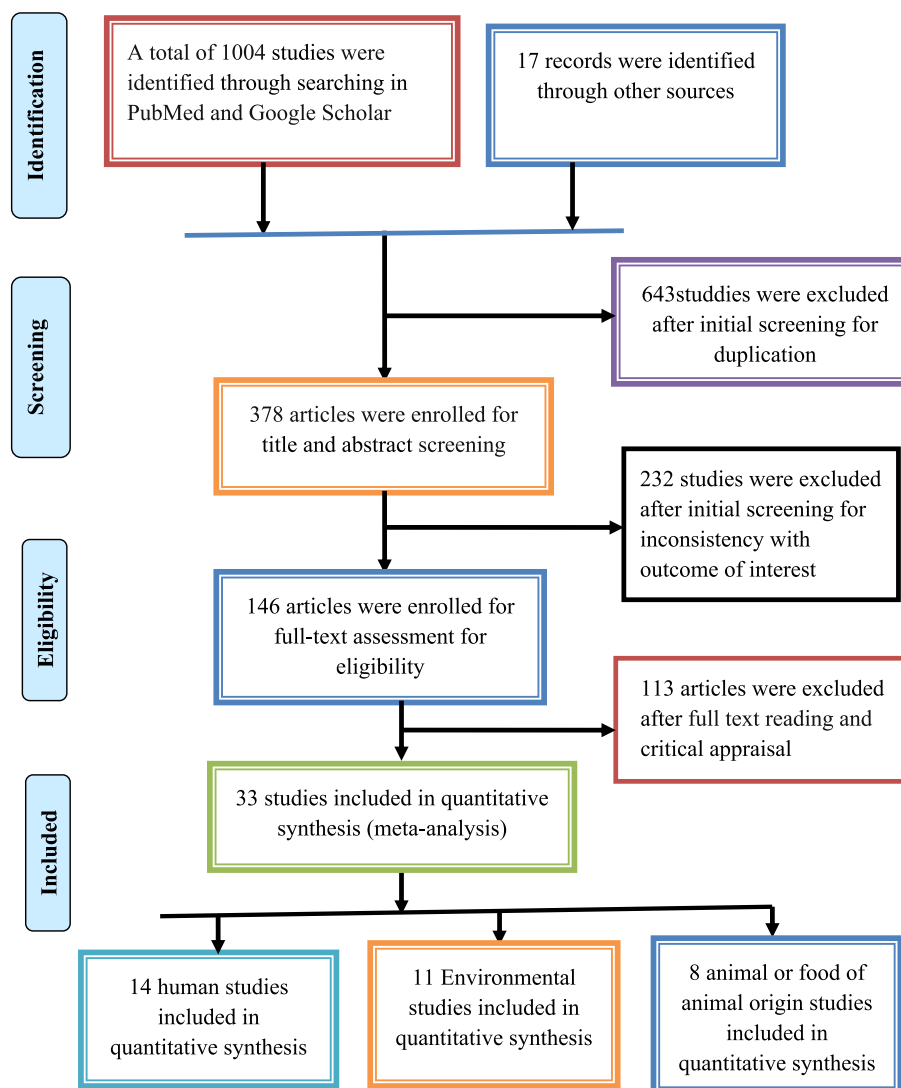 Identification
A total of 1004 studies were
identified through searching in
PubMed and Google Scholar
17 records were identified
through other sources
Screening
643studdies were excluded
after initial screening for
duplication
378 articles were enrolled for
title and abstract screening
232 studies were excluded
after initial screening for
inconsistency with
outcome of interest
Eligibility
146 articles were enrolled for
full-text assessment for
eligibility
113 articles were excluded
after full text reading and
critical appraisal
Included
33 studies included in quantitative
synthesis (meta-analysis)
14 human studies
included in
quantitative synthesis
11 Environmental
studies included in
quantitative synthesis
8 animal or food of
animal origin studies
included in
quantitative synthesis